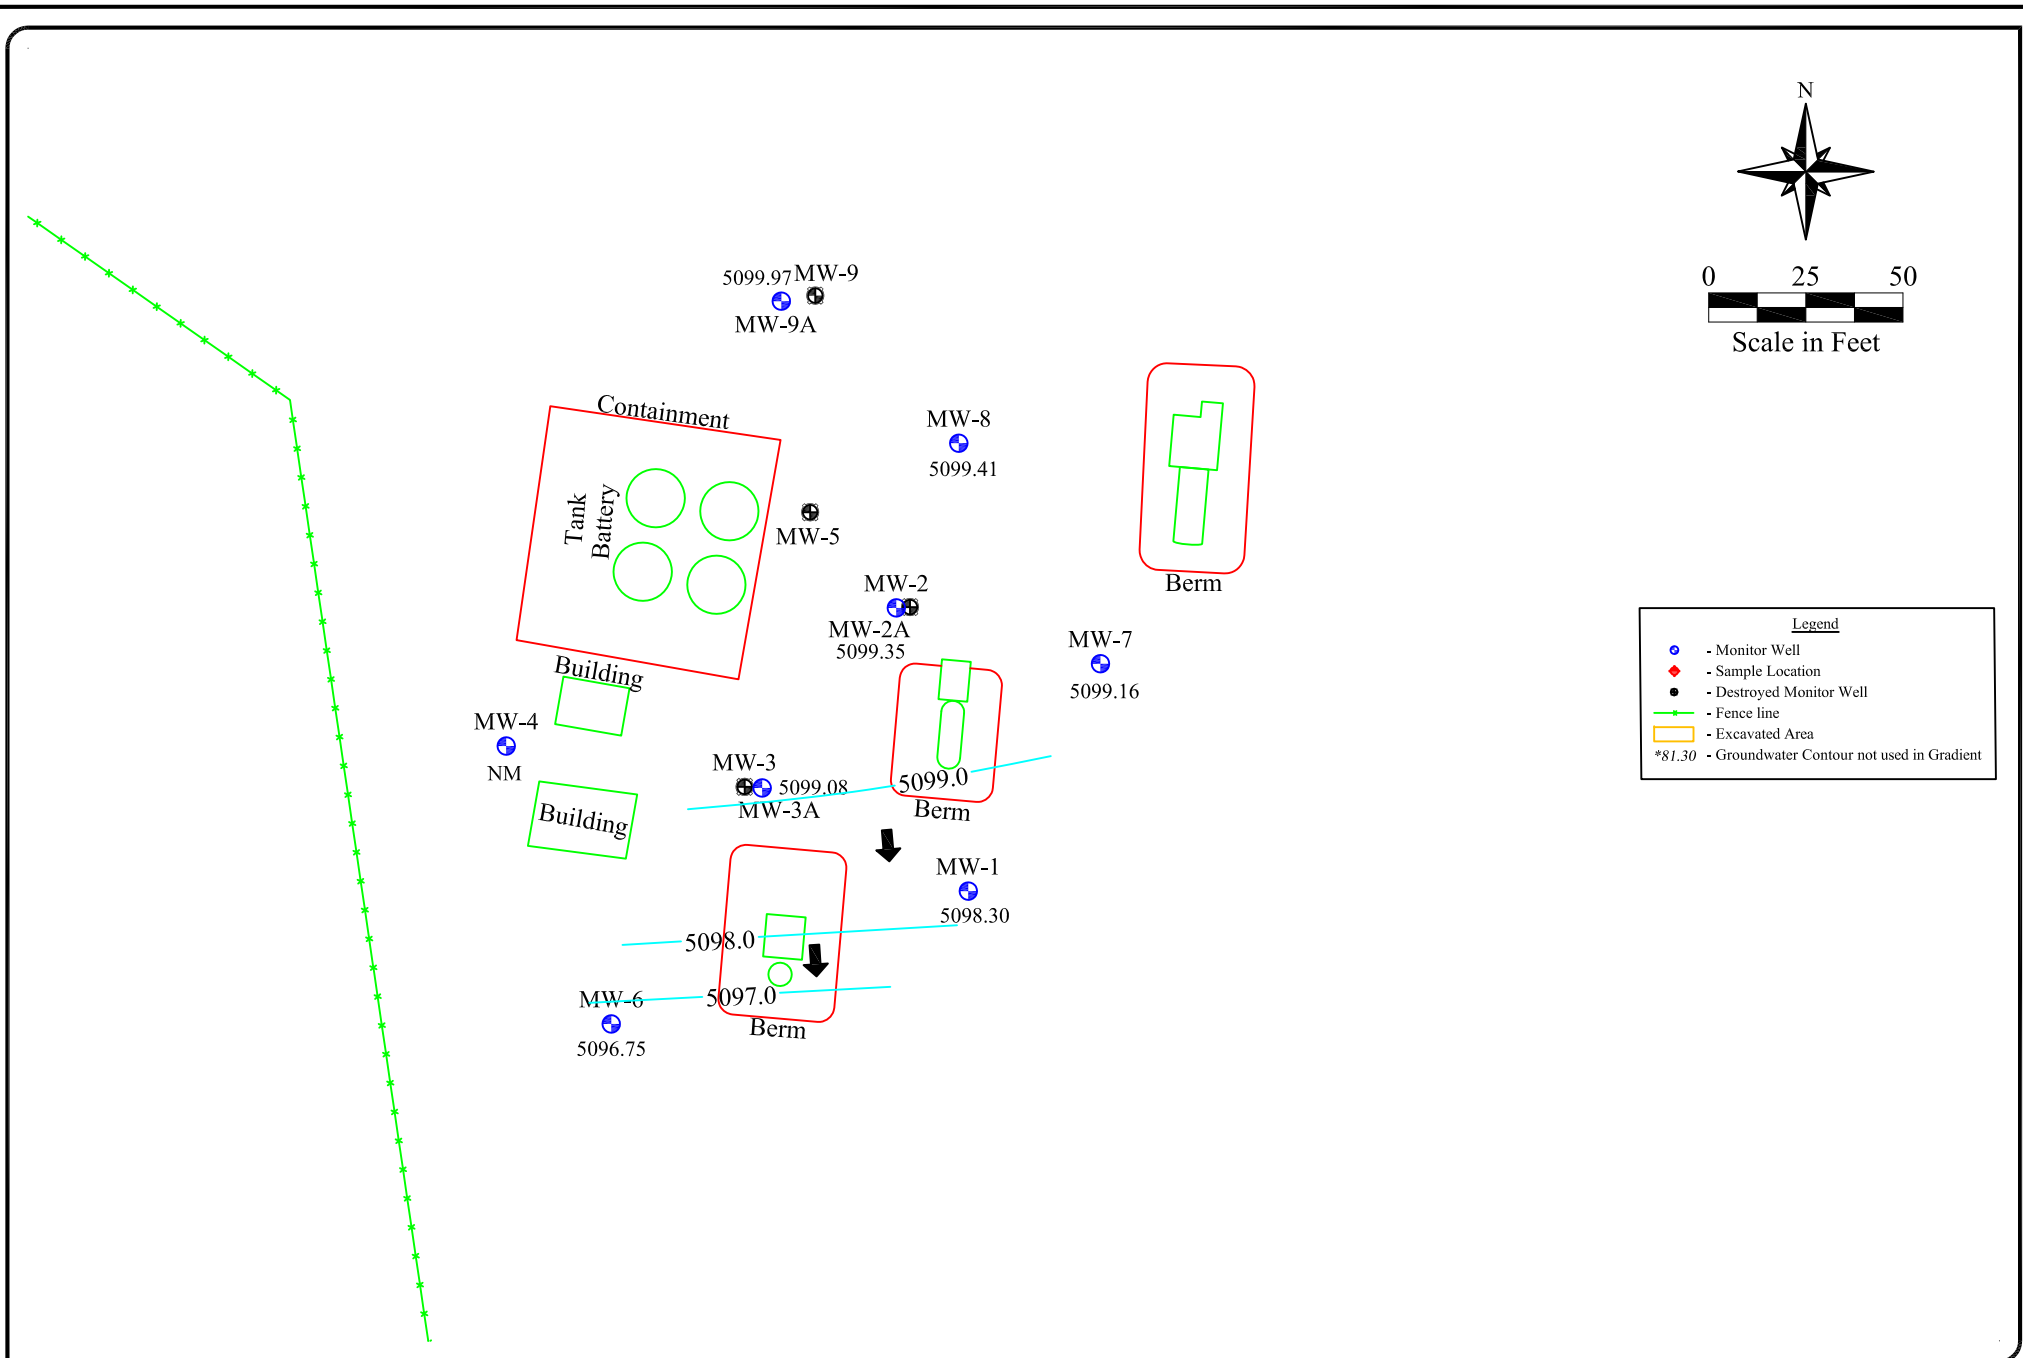 N
0 25 50
Scale in Feet
5099.97
MW-9
MW-9A
Containment
Tank
Battery
MW-8
5099.41
MW-5
Berm
MW-2
MW-2A
5099.35
MW-7
5099.16
Building
MW-4
NM
MW-3
5099.08
MW-3A
5099.0
Berm
Building
MW-1
5098.30
5098.0
5097.0
Berm
MW-6
5096.75
Legend
- Monitor Well
- Sample Location
- Destroyed Monitor Well
- Fence line
- Excavated Area
*81.30 - Groundwater Contour not used in Gradient